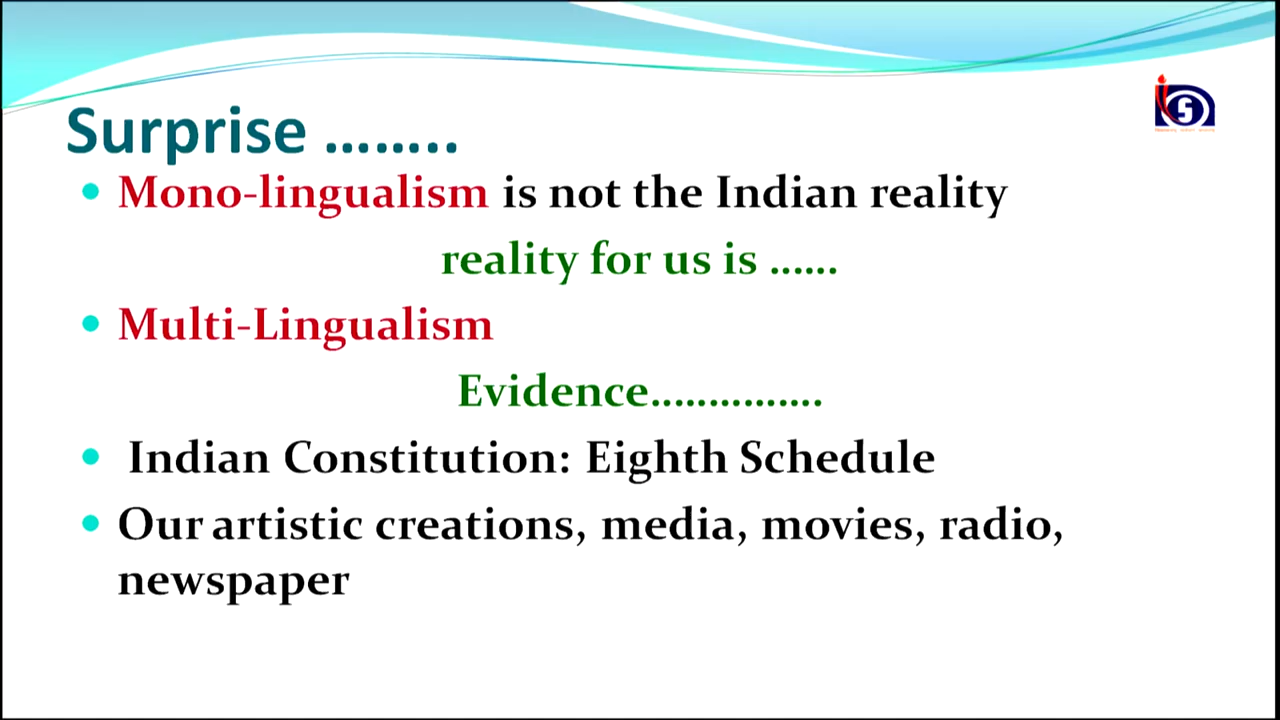 Surprise ........
• Mono-lingualism is not the Indian reality
reality for us is ......
• Multi-Lingualism
Evidence...............
• Indian Constitution: Eighth Schedule
• Our artistic creations, media, movies, radio,
newspaper